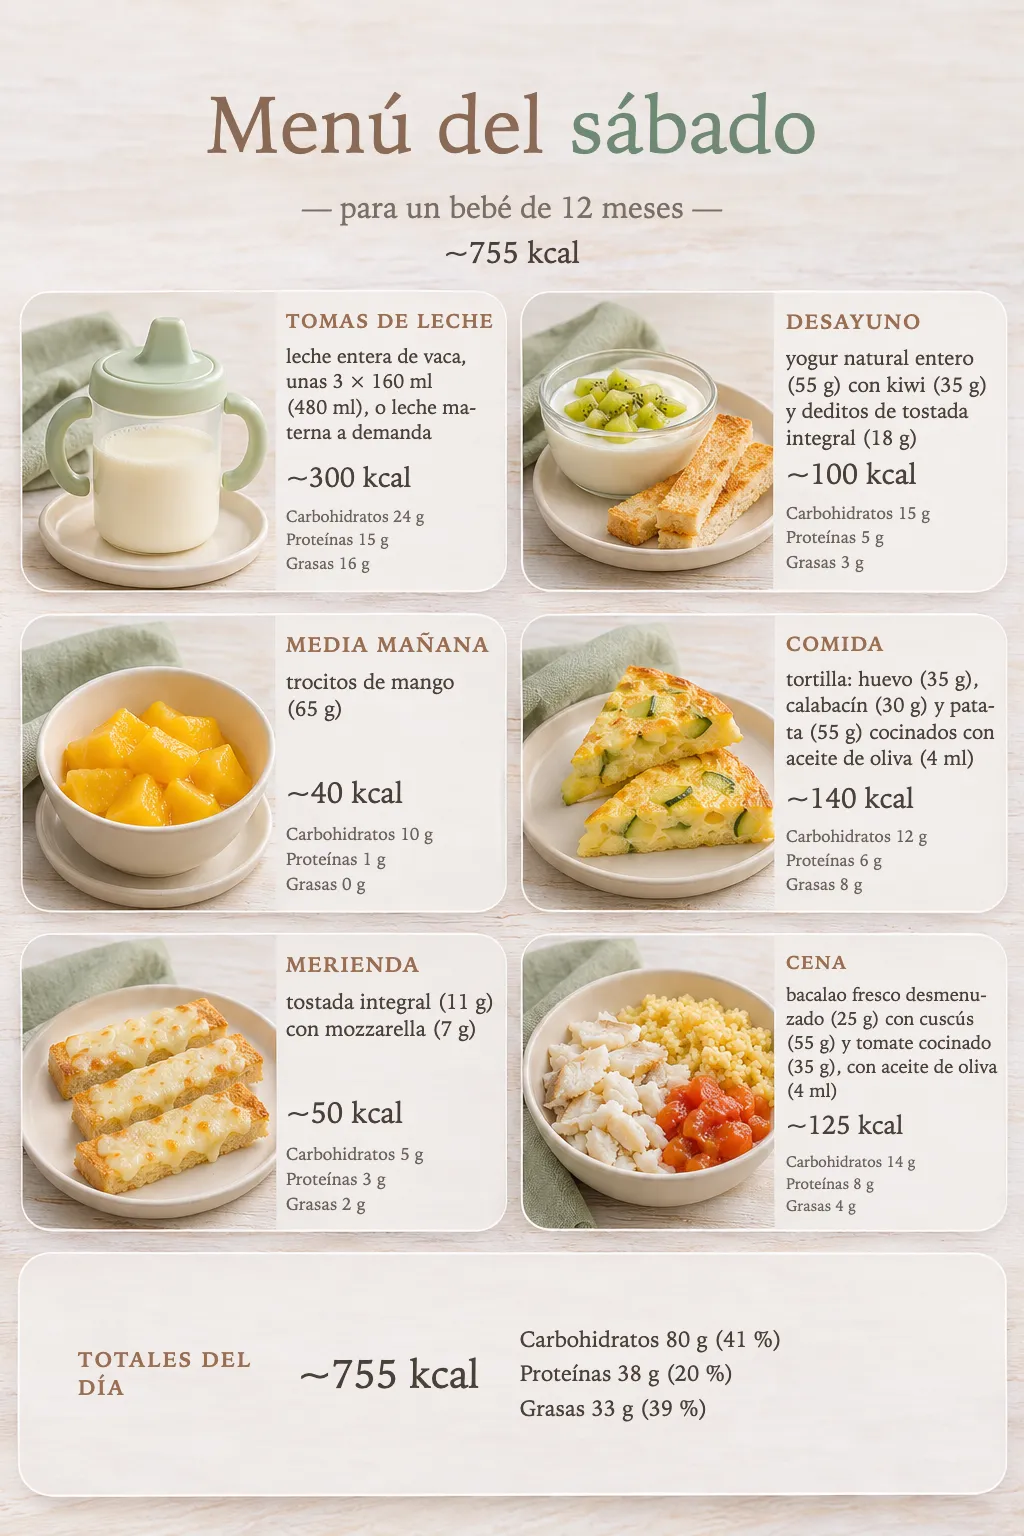 Menú del sábado
— para un bebé de 12 meses —
~755 kcal
TOMAS DE LECHE
leche entera de vaca,
unas 3 × 160 ml
(480 ml), o leche ma-
terna a demanda
~300 kcal
Carbohidratos 24 g
Proteínas 15 g
Grasas 16 g
DESAYUNO
yogur natural entero
(55 g) con kiwi (35 g)
y deditos de tostada
integral (18 g)
~100 kcal
Carbohidratos 15 g
Proteínas 5 g
Grasas 3 g
MEDIA MAÑANA
trocitos de mango
(65 g)
~40 kcal
Carbohidratos 10 g
Proteínas 1 g
Grasas 0 g
COMIDA
tortilla: huevo (35 g),
calabacín (30 g) y pata-
ta (55 g) cocinados con
aceite de oliva (4 ml)
~140 kcal
Carbohidratos 12 g
Proteínas 6 g
Grasas 8 g
MERIENDA
tostada integral (11 g)
con mozzarella (7 g)
~50 kcal
Carbohidratos 5 g
Proteínas 3 g
Grasas 2 g
CENA
bacalao fresco desmenu-
zado (25 g) con cuscús
(55 g) y tomate cocinado
(35 g), con aceite de oliva
(4 ml)
~125 kcal
Carbohidratos 14 g
Proteínas 8 g
Grasas 4 g
TOTALES DEL
DÍA
~755 kcal
Carbohidratos 80 g (41 %)
Proteínas 38 g (20 %)
Grasas 33 g (39 %)